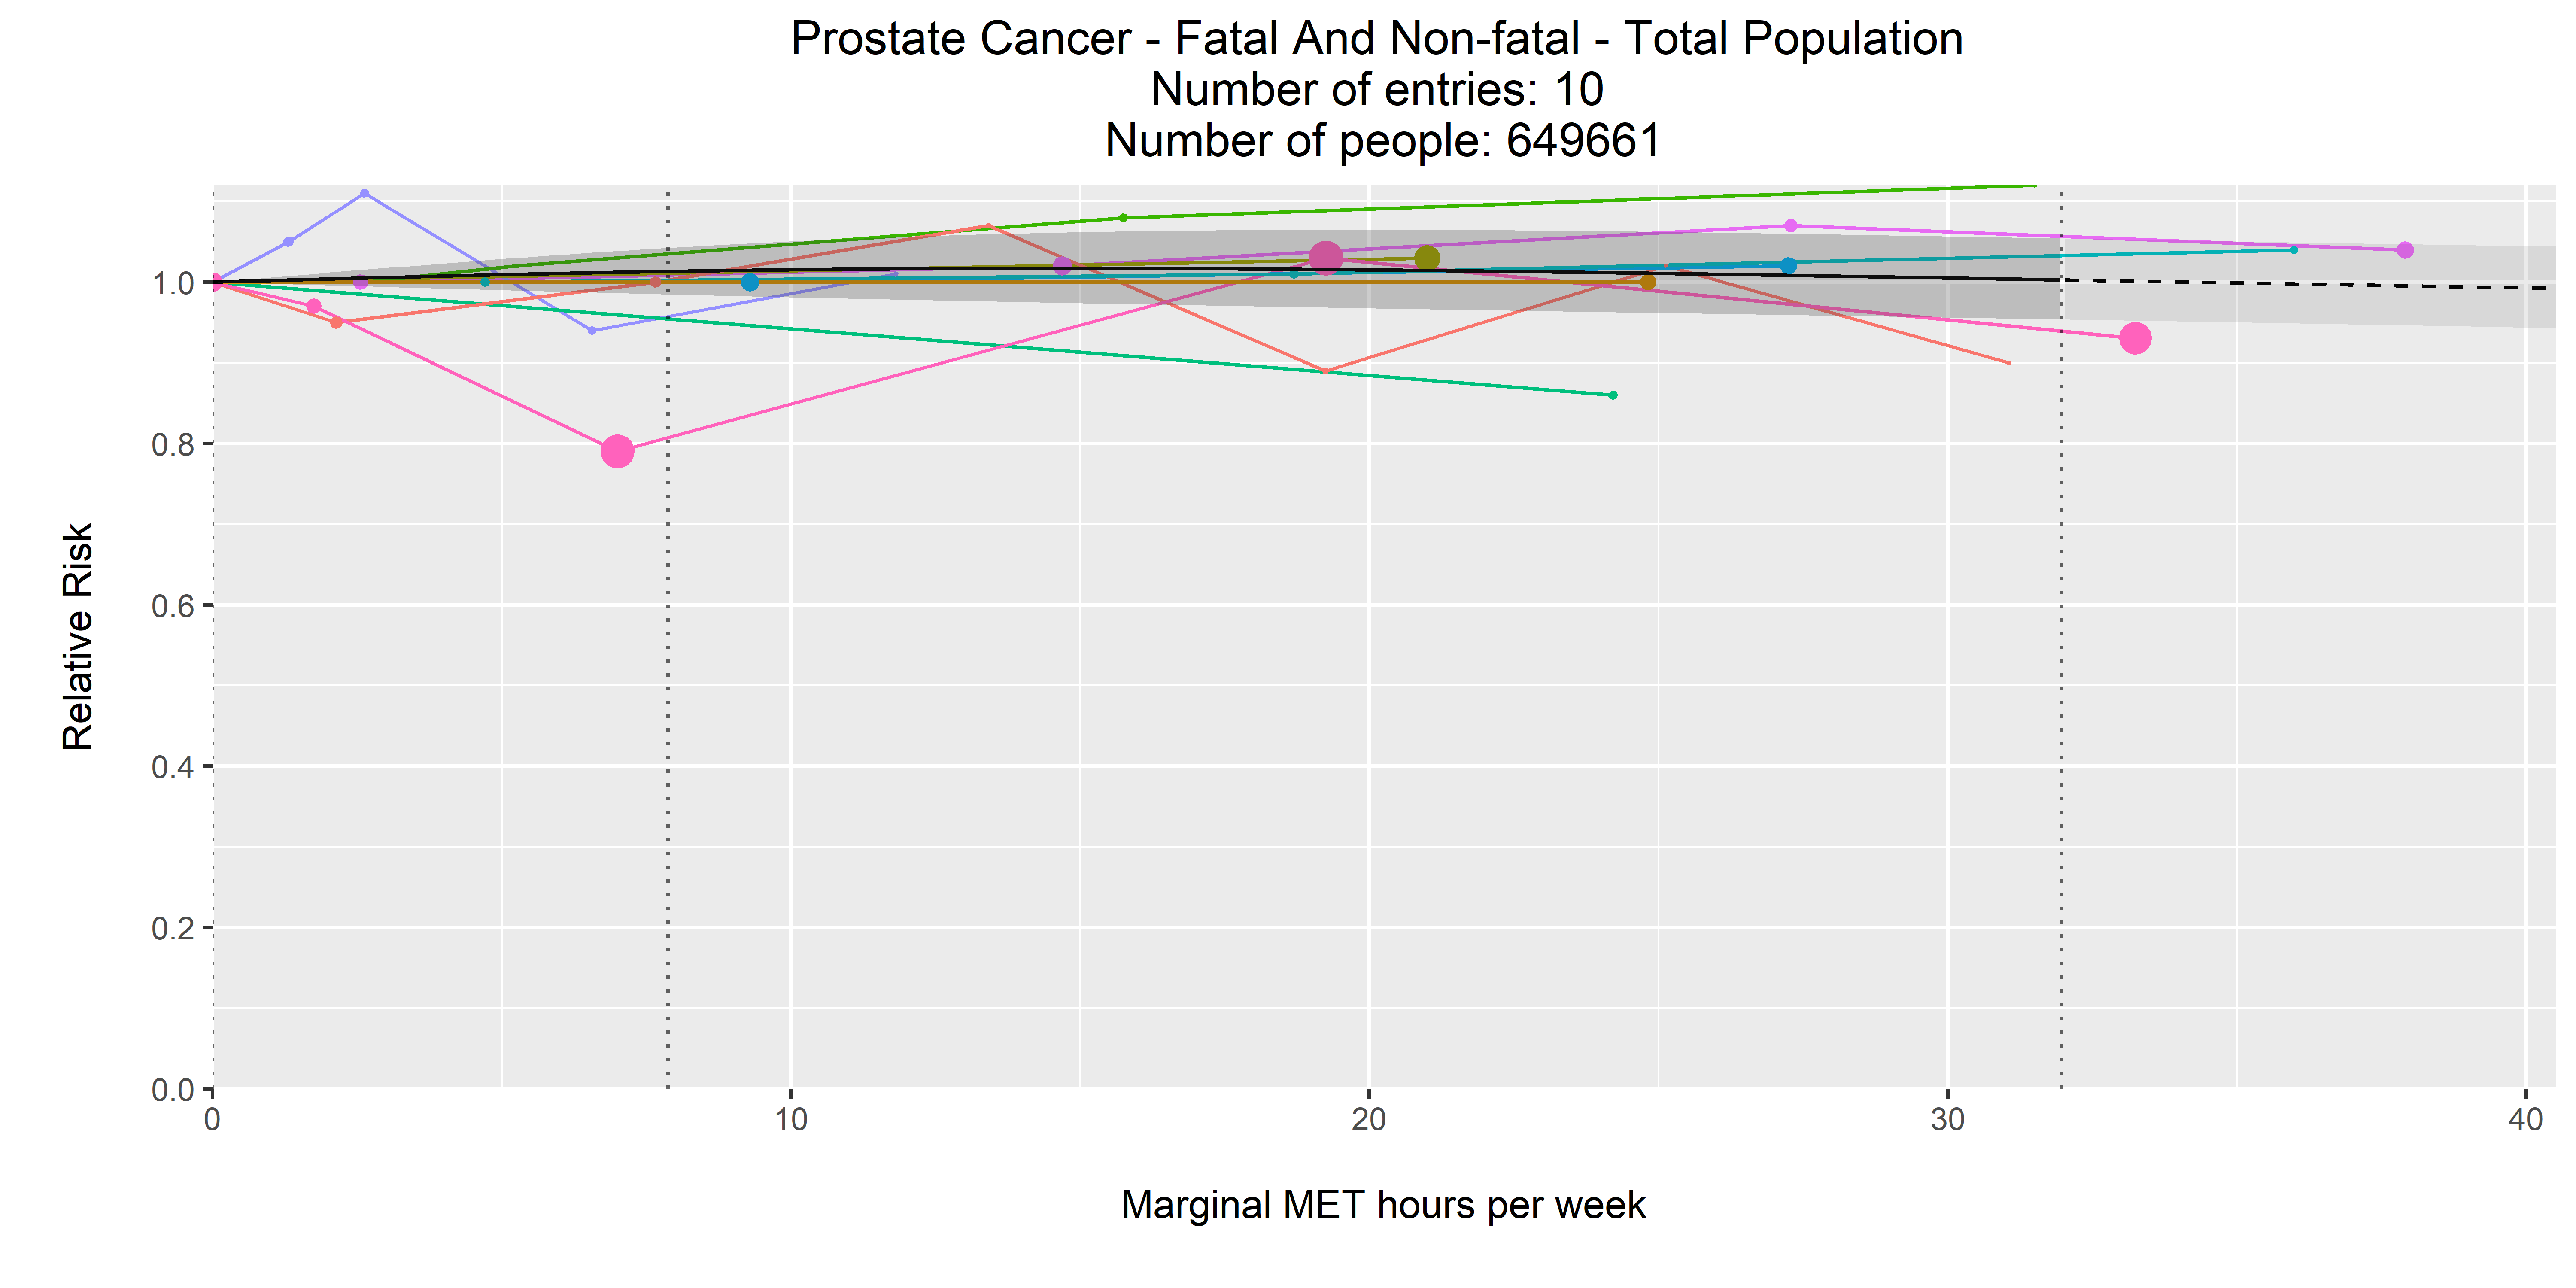 Prostate Cancer - Fatal And Non-fatal - Total Population
Number of entries: 10
Number of people: 649661
1.0
0.8
0.6
0.4
0.2
0.0
Relative Risk
0 10 20 30 40
Marginal MET hours per week